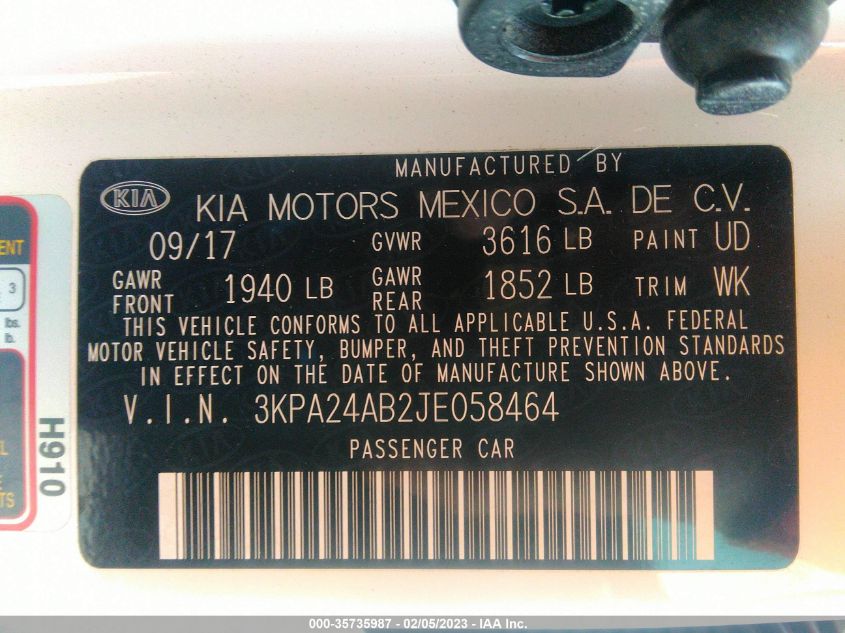 MANUFACTURED BY
KIA
KIA MOTORS MEXICO S.A. DE C.V.
09/17 GVWR 3616 LB PAINT UD
GAWR FRONT 1940 LB GAWR REAR 1852 LB TRIM WK
THIS VEHICLE CONFORMS TO ALL APPLICABLE U.S.A. FEDERAL
MOTOR VEHICLE SAFETY, BUMPER, AND THEFT PREVENTION STANDARDS
IN EFFECT ON THE DATE OF MANUFACTURE SHOWN ABOVE.
V.I.N. 3KPA24AB2JE058464
PASSENGER CAR
3
lbs.
lb.
H910
000-35735987 - 02/05/2023 - IAA Inc.